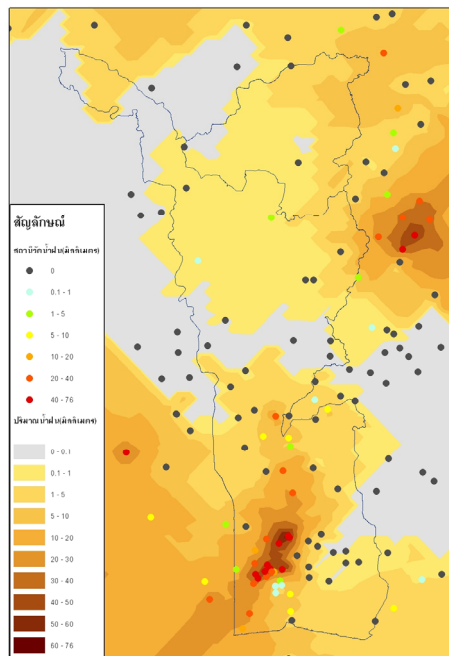 สัญลักษณ์
สถานีวัดน้ำฝน(มิลลิเมตร)
0
0.1 - 1
1 - 5
5 - 10
10 - 20
20 - 40
40 - 76
ปริมาณน้ำฝน(มิลลิเมตร)
0 - 0.1
0.1 - 1
1 - 5
5 - 10
10 - 20
20 - 30
30 - 40
40 - 50
50 - 60
60 - 76